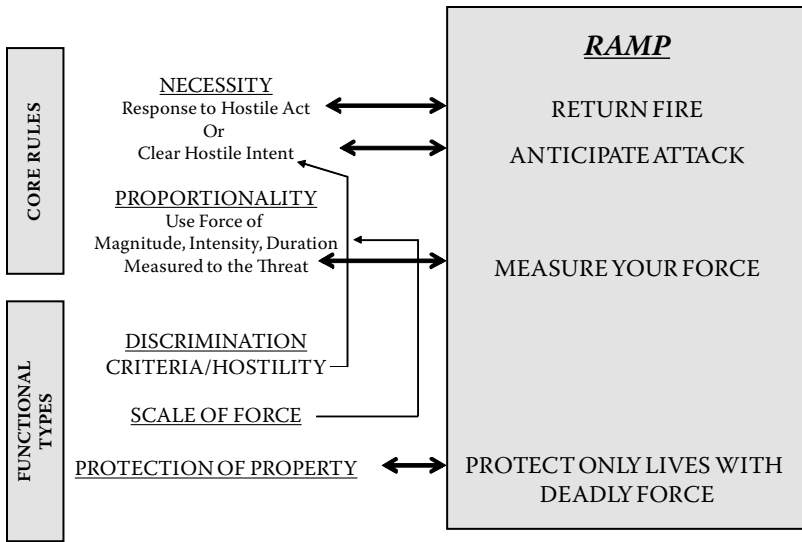 CORE RULES
NECESSITY
Response to Hostile Act
Or
Clear Hostile Intent
PROPORTIONALITY
Use Force of
Magnitude, Intensity, Duration
Measured to the Threat
FUNCTIONAL
TYPES
DISCRIMINATION
CRITERIA/HOSTILITY
SCALE OF FORCE
PROTECTION OF PROPERTY
RAMP
RETURN FIRE
ANTICIPATE ATTACK
MEASURE YOUR FORCE
PROTECT ONLY LIVES WITH
DEADLY FORCE